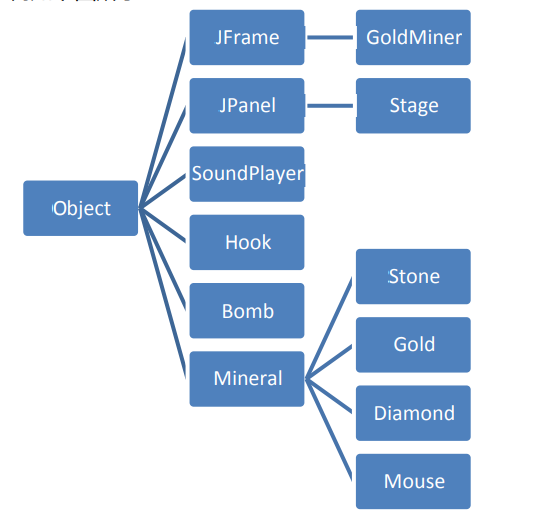 JFrame
GoldMiner
JPanel
Stage
SoundPlayer
Object
Hook
Stone
Bomb
Gold
Mineral
Diamond
Mouse